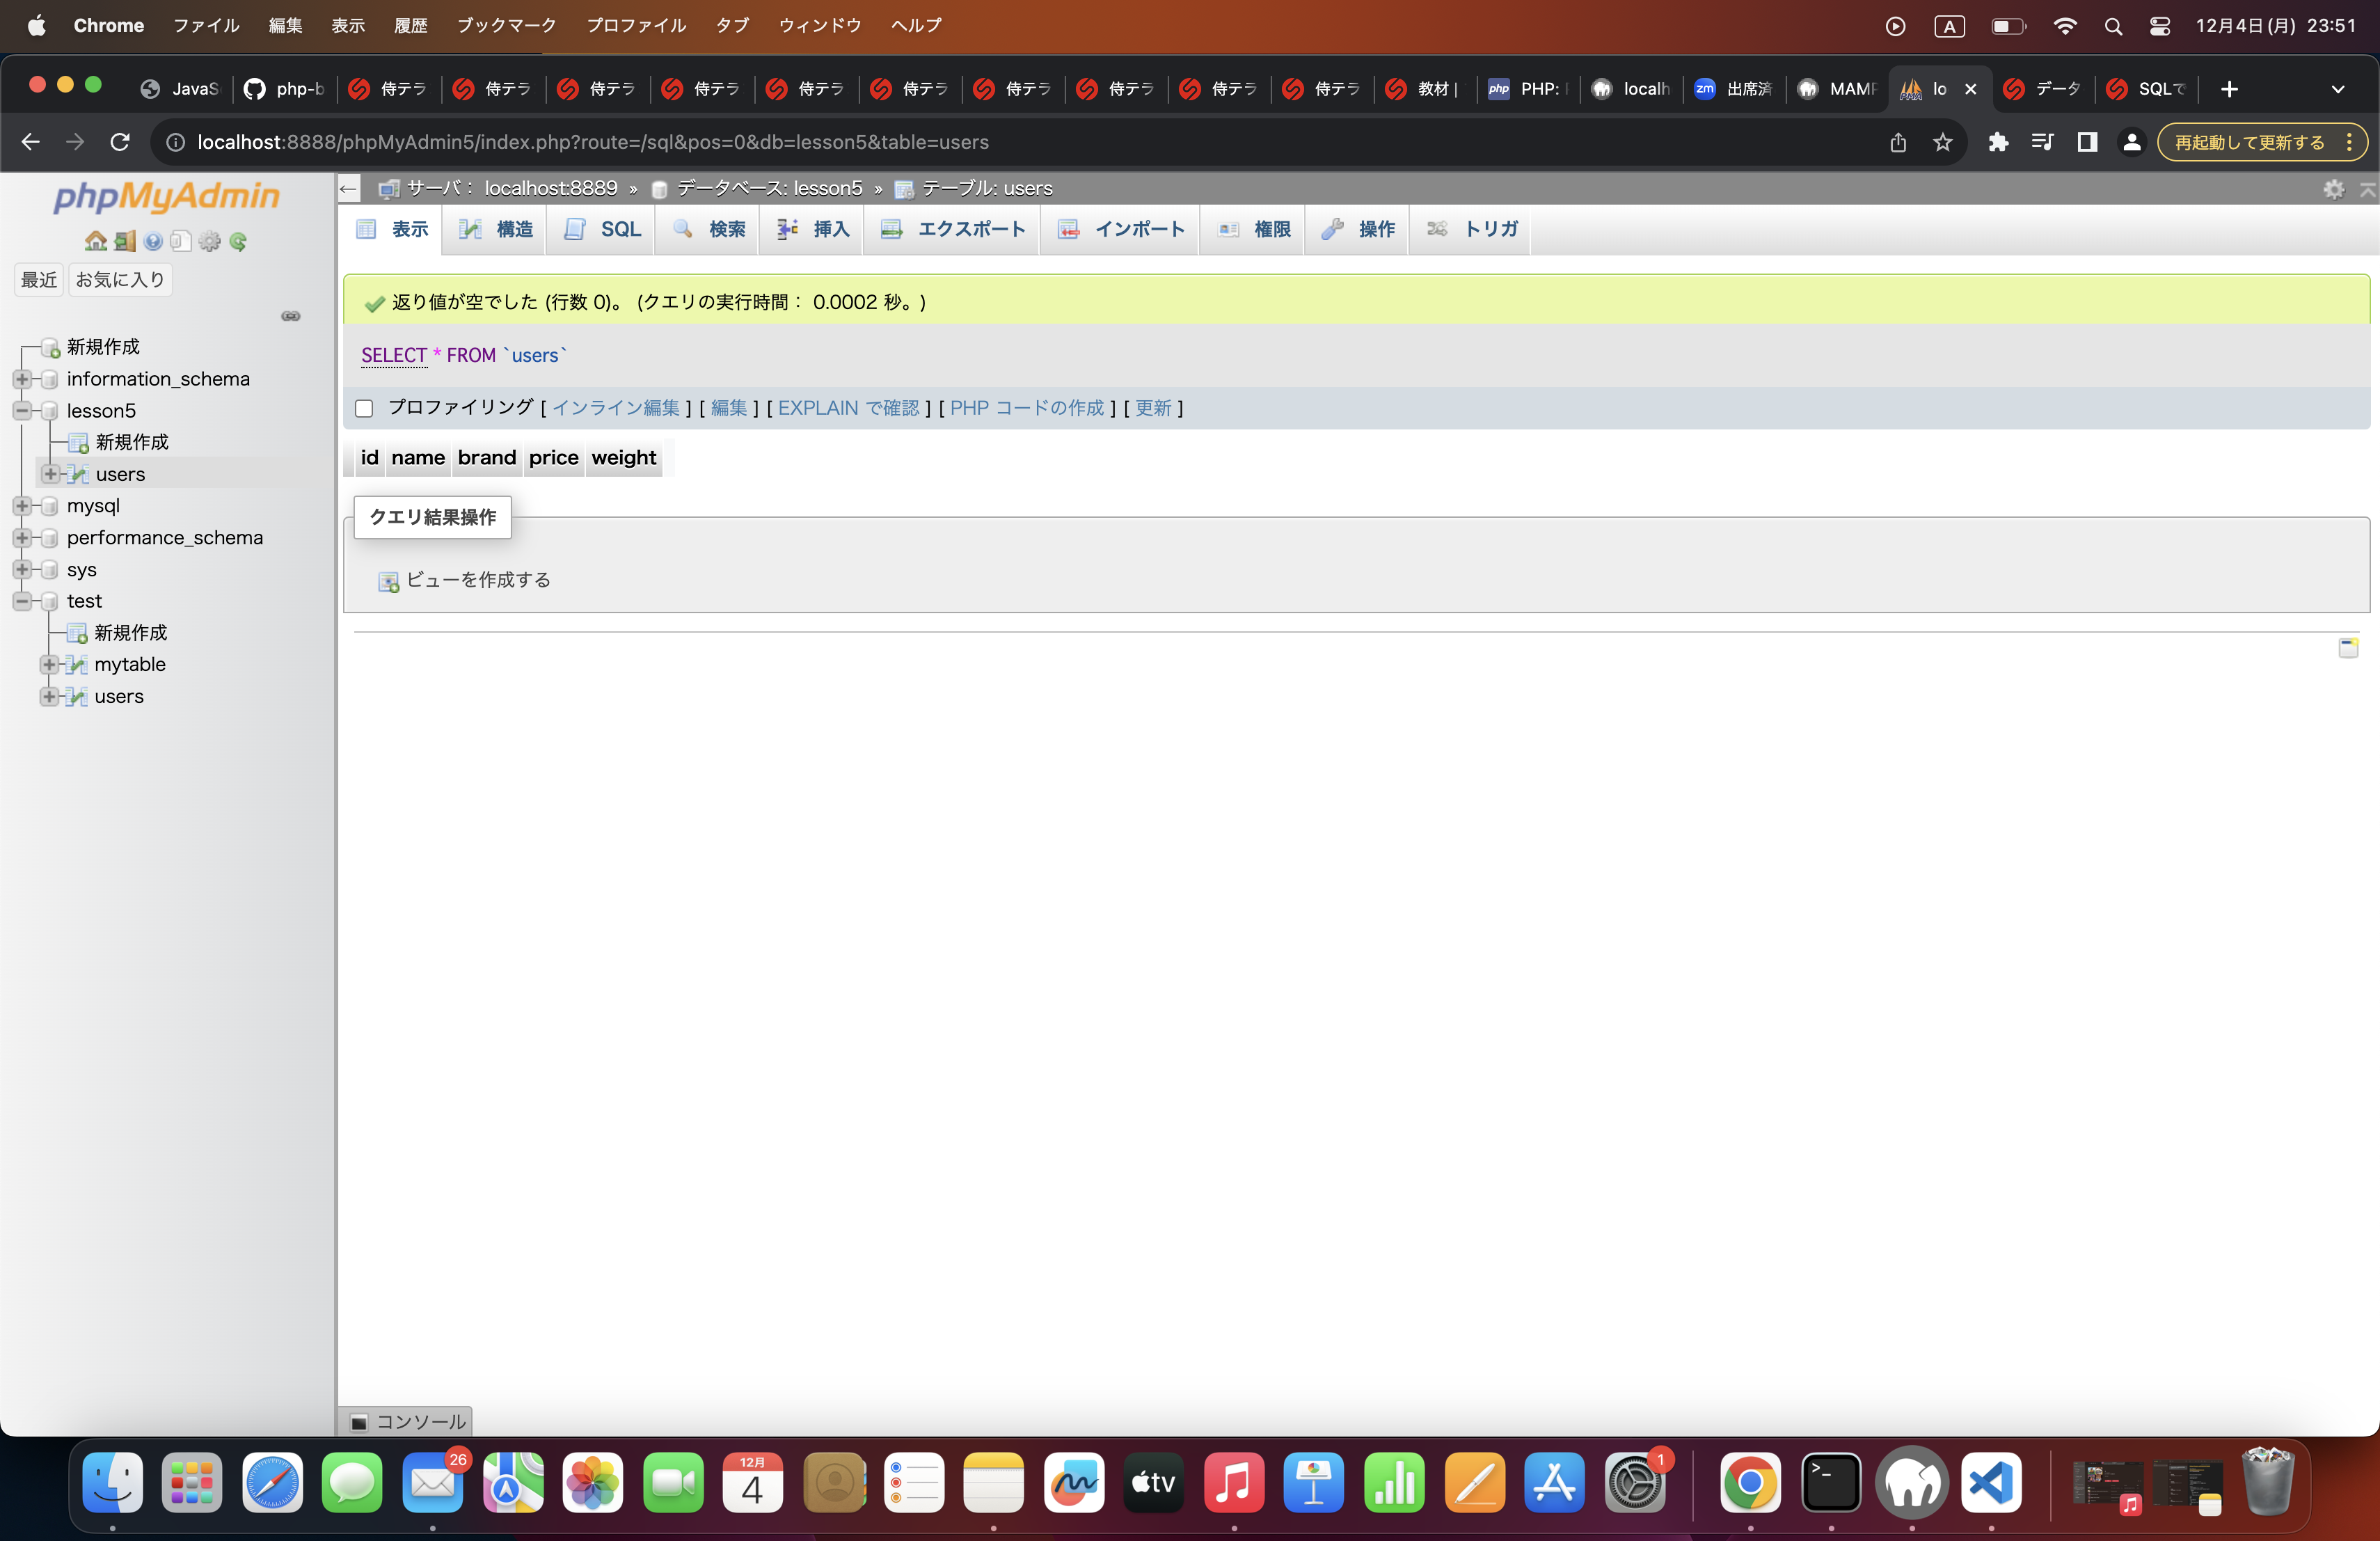 Chrome ファイル 編集 表示 履歴 ブックマーク プロファイル タブ ウィンドウ ヘルプ A 12月4日(月) 23:51
JavaS php-b 侍テラ 侍テラ 侍テラ 侍テラ 侍テラ 侍テラ 侍テラ 侍テラ 侍テラ 侍テラ 教材 | php PHP: localh zm 出席済 MAMP lo データ SQLで
localhost:8888/phpMyAdmin5/index.php?route=/sql&pos=0&db=lesson5&table=users 再起動して更新する
phpMyAdmin
最近 お気に入り
新規作成
information_schema
lesson5
新規作成
users
mysql
performance_schema
sys
test
新規作成
mytable
users
サーバ: localhost:8889 » データベース: lesson5 » テーブル: users
表示 構造 SQL 検索 挿入 エクスポート インポート 権限 操作 トリガ
返り値が空でした (行数 0)。 (クエリの実行時間: 0.0002 秒。)
SELECT * FROM `users`
プロファイリング [ インライン編集 ] [ 編集 ] [ EXPLAIN で確認 ] [ PHP コードの作成 ] [ 更新 ]
id name brand price weight
クエリ結果操作
ビューを作成する
コンソール
26 12月 4 tv 1